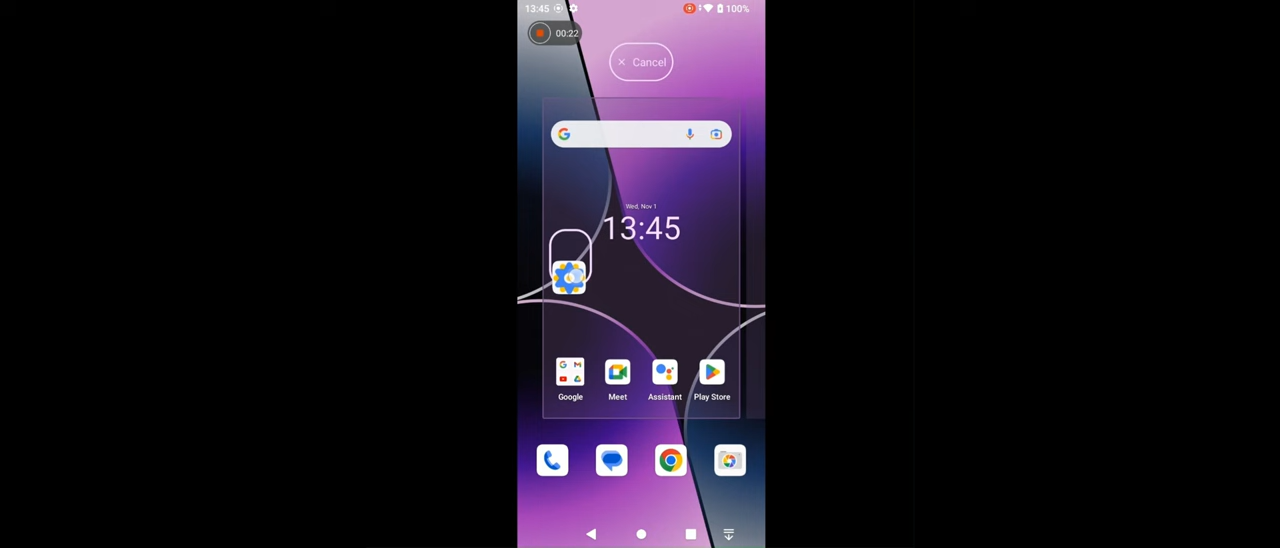 13:45 100%
00:22
× Cancel
Wed, Nov 1
13:45
Google Meet Assistant Play Store